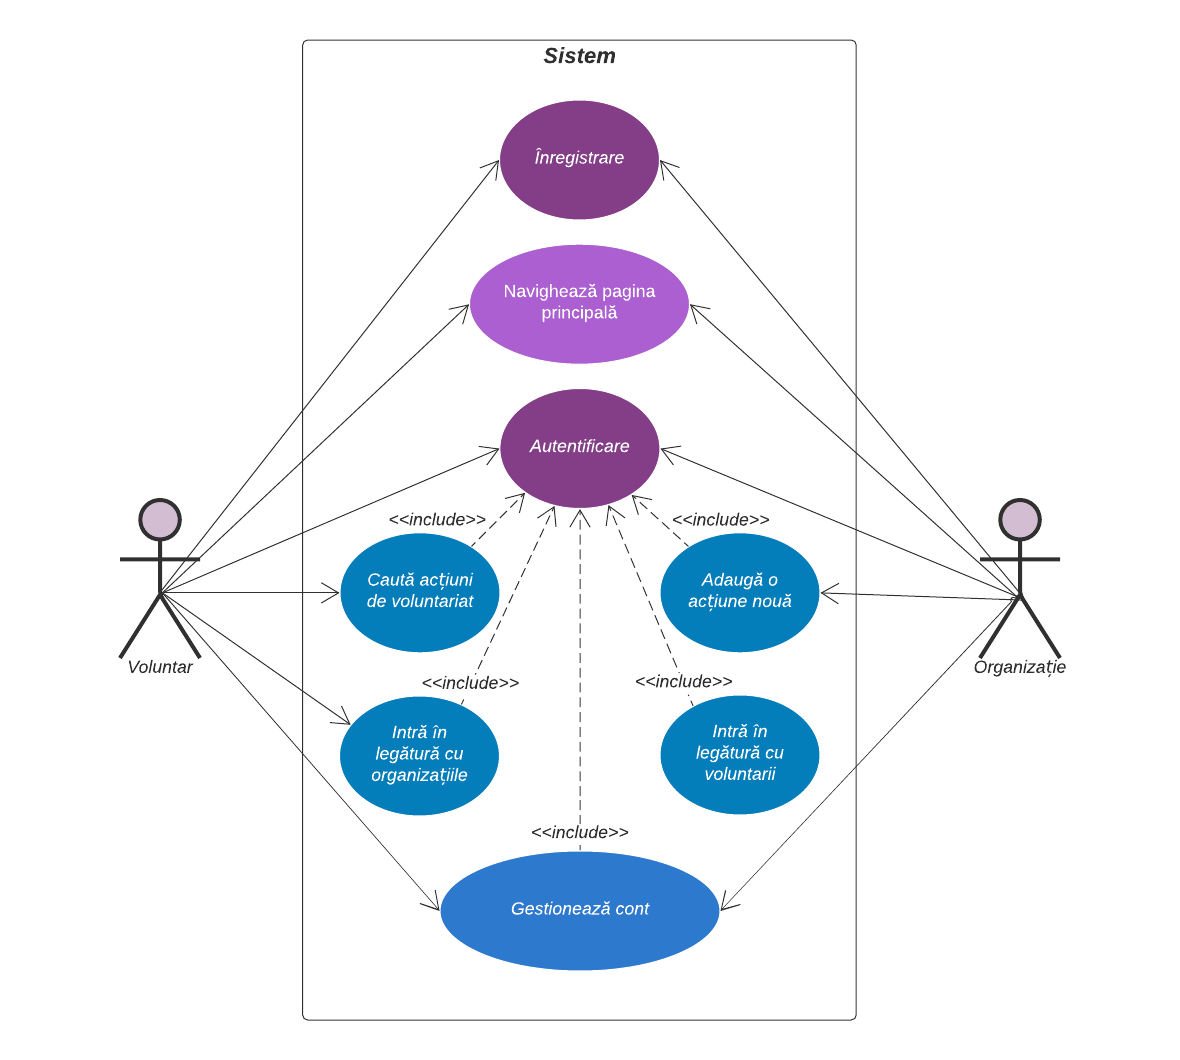 Sistem
Înregistrare
Navighează pagina
principală
Autentificare
<<include>>
<<include>>
Caută acțiuni
de voluntariat
Adaugă o
acțiune nouă
Voluntar
Organizație
<<include>>
<<include>>
Intră în
legătură cu
organizațiile
Intră în
legătură cu
voluntarii
<<include>>
Gestionează cont